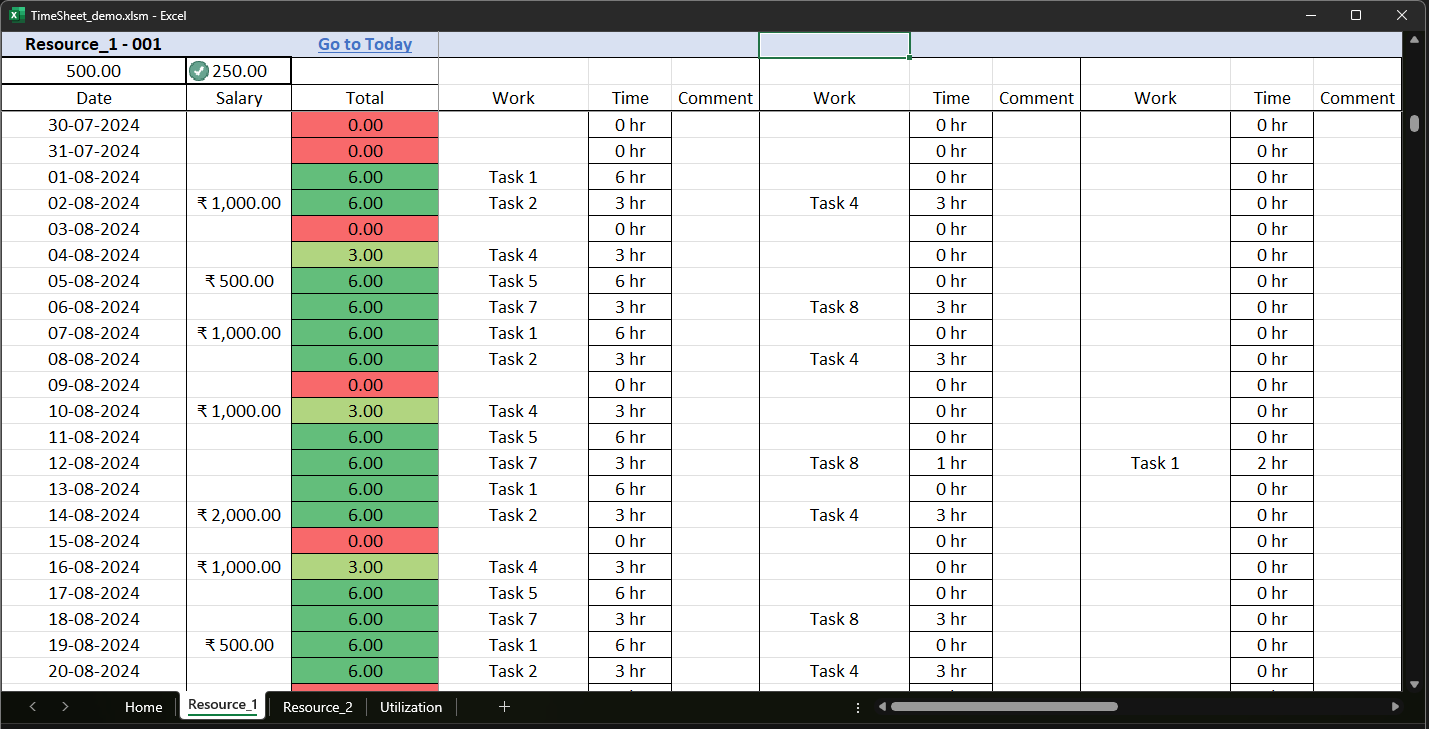 TimeSheet_demo.xlsm - Excel
Resource_1 - 001 Go to Today
500.00 250.00
Date Salary Total Work Time Comment Work Time Comment Work Time Comment
30-07-2024 0.00 0 hr 0 hr 0 hr
31-07-2024 0.00 0 hr 0 hr 0 hr
01-08-2024 6.00 Task 1 6 hr 0 hr 0 hr
02-08-2024 ₹ 1,000.00 6.00 Task 2 3 hr Task 4 3 hr 0 hr
03-08-2024 0.00 0 hr 0 hr 0 hr
04-08-2024 3.00 Task 4 3 hr 0 hr 0 hr
05-08-2024 ₹ 500.00 6.00 Task 5 6 hr 0 hr 0 hr
06-08-2024 6.00 Task 7 3 hr Task 8 3 hr 0 hr
07-08-2024 ₹ 1,000.00 6.00 Task 1 6 hr 0 hr 0 hr
08-08-2024 6.00 Task 2 3 hr Task 4 3 hr 0 hr
09-08-2024 0.00 0 hr 0 hr 0 hr
10-08-2024 ₹ 1,000.00 3.00 Task 4 3 hr 0 hr 0 hr
11-08-2024 6.00 Task 5 6 hr 0 hr 0 hr
12-08-2024 6.00 Task 7 3 hr Task 8 1 hr Task 1 2 hr
13-08-2024 6.00 Task 1 6 hr 0 hr 0 hr
14-08-2024 ₹ 2,000.00 6.00 Task 2 3 hr Task 4 3 hr 0 hr
15-08-2024 0.00 0 hr 0 hr 0 hr
16-08-2024 ₹ 1,000.00 3.00 Task 4 3 hr 0 hr 0 hr
17-08-2024 6.00 Task 5 6 hr 0 hr 0 hr
18-08-2024 6.00 Task 7 3 hr Task 8 3 hr 0 hr
19-08-2024 ₹ 500.00 6.00 Task 1 6 hr 0 hr 0 hr
20-08-2024 6.00 Task 2 3 hr Task 4 3 hr 0 hr
Home Resource_1 Resource_2 Utilization